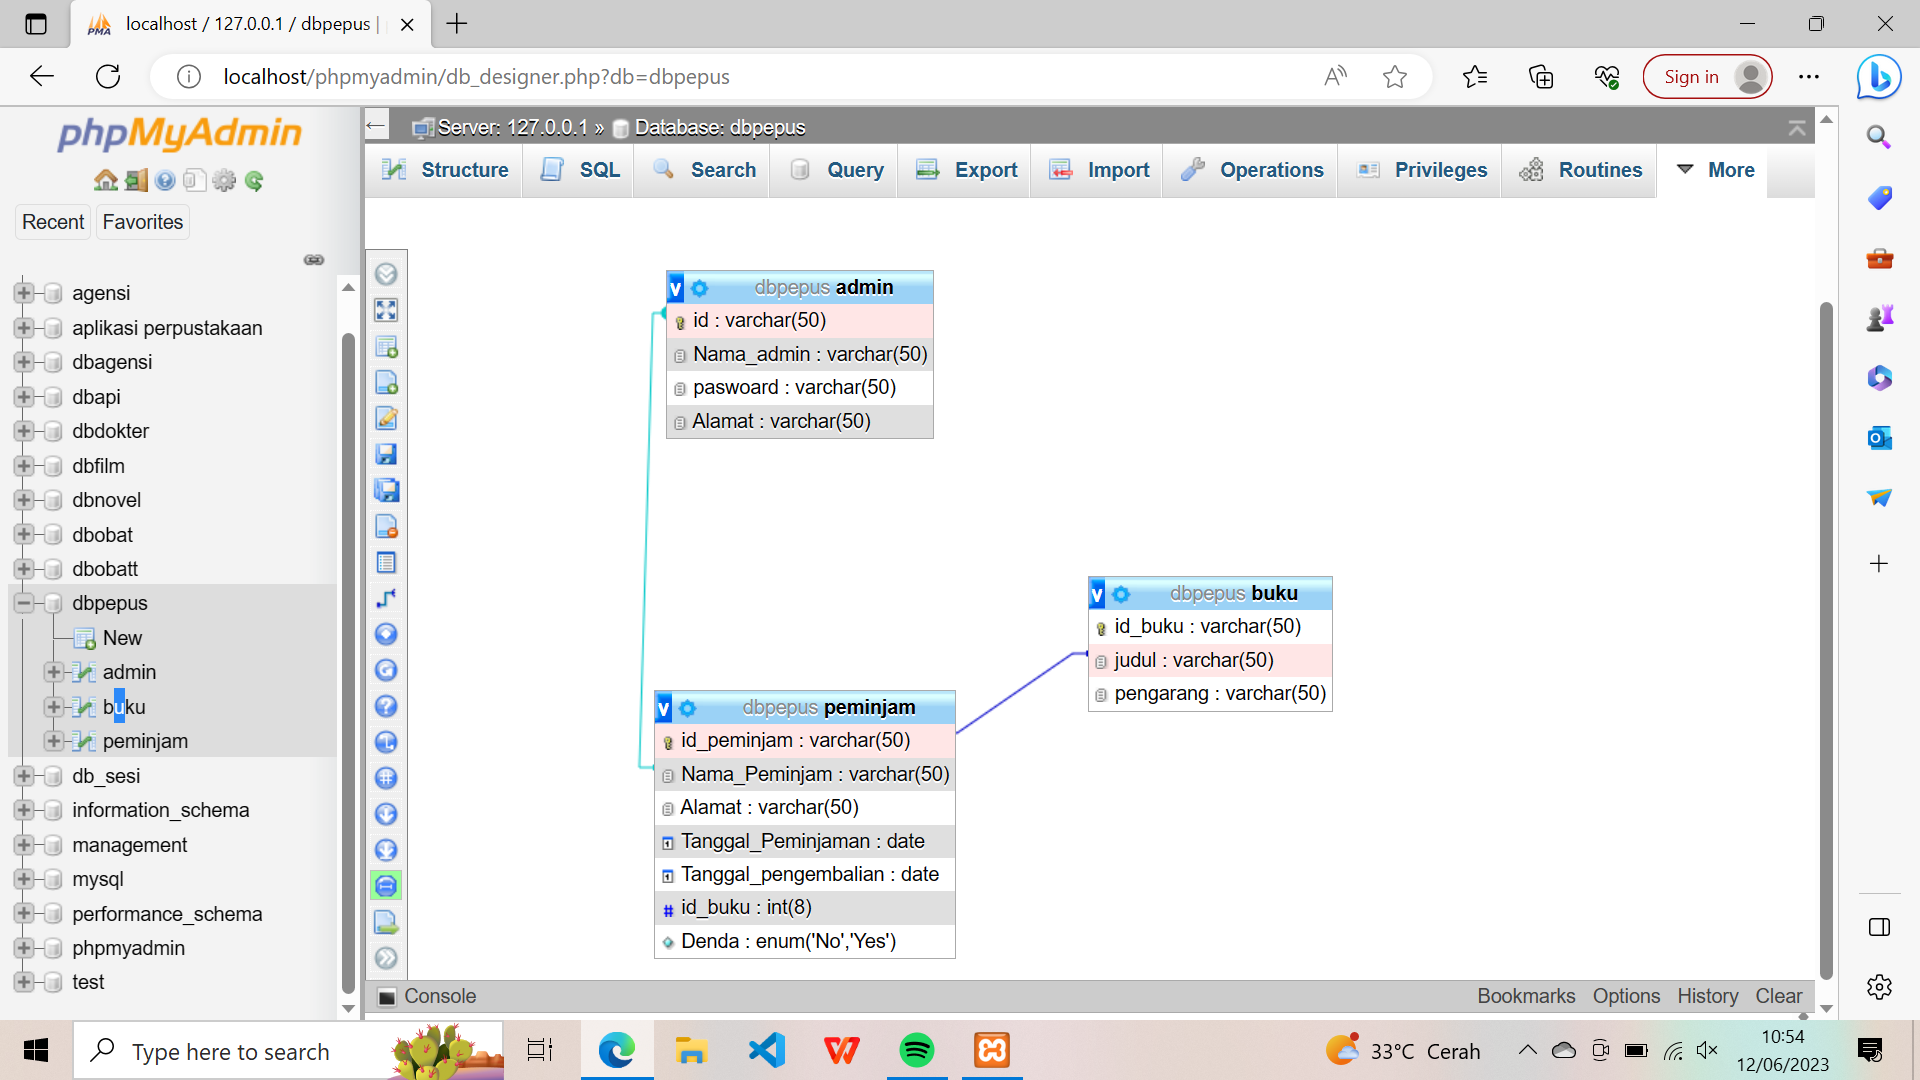 localhost / 127.0.0.1 / dbpepus |
localhost/phpmyadmin/db_designer.php?db=dbpepus
Sign in
phpMyAdmin
Recent
Favorites
agensi
aplikasi perpustakaan
dbagensi
dbapi
dbdokter
dbfilm
dbnovel
dbobat
dbobatt
dbpepus
New
admin
buku
peminjam
db_sesi
information_schema
management
mysql
performance_schema
phpmyadmin
test
Server: 127.0.0.1 » Database: dbpepus
Structure
SQL
Search
Query
Export
Import
Operations
Privileges
Routines
More
v dbpepus admin
id : varchar(50)
Nama_admin : varchar(50)
paswoard : varchar(50)
Alamat : varchar(50)
v dbpepus buku
id_buku : varchar(50)
judul : varchar(50)
pengarang : varchar(50)
v dbpepus peminjam
id_peminjam : varchar(50)
Nama_Peminjam : varchar(50)
Alamat : varchar(50)
Tanggal_Peminjaman : date
Tanggal_pengembalian : date
# id_buku : int(8)
Denda : enum('No','Yes')
Console
Bookmarks
Options
History
Clear
Type here to search
33°C Cerah
10:54
12/06/2023